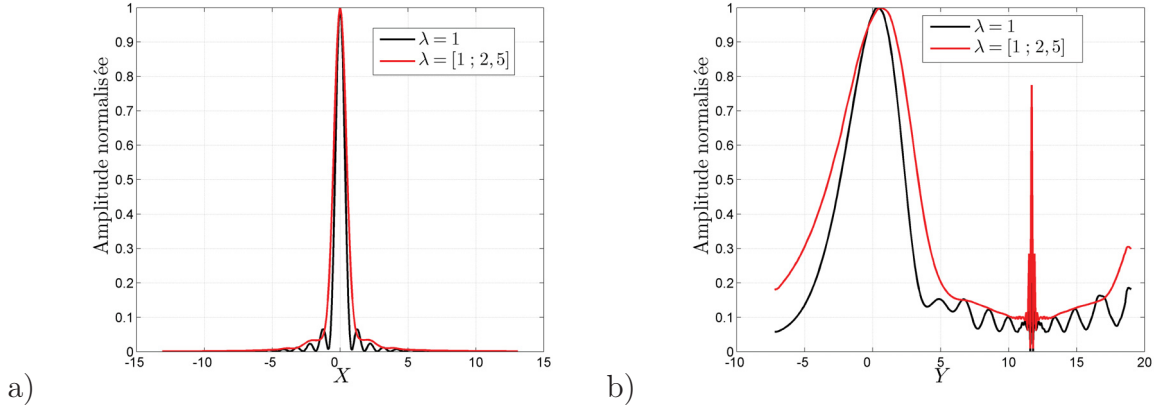 Amplitude normalisée
1
0.9
0.8
0.7
0.6
0.5
0.4
0.3
0.2
0.1
0
-15 -10 -5 0 5 10 15
X
λ = 1
λ = [1 ; 2, 5]
a)
Amplitude normalisée
1
0.9
0.8
0.7
0.6
0.5
0.4
0.3
0.2
0.1
0
-10 -5 0 5 10 15 20
Y
λ = 1
λ = [1 ; 2, 5]
b)